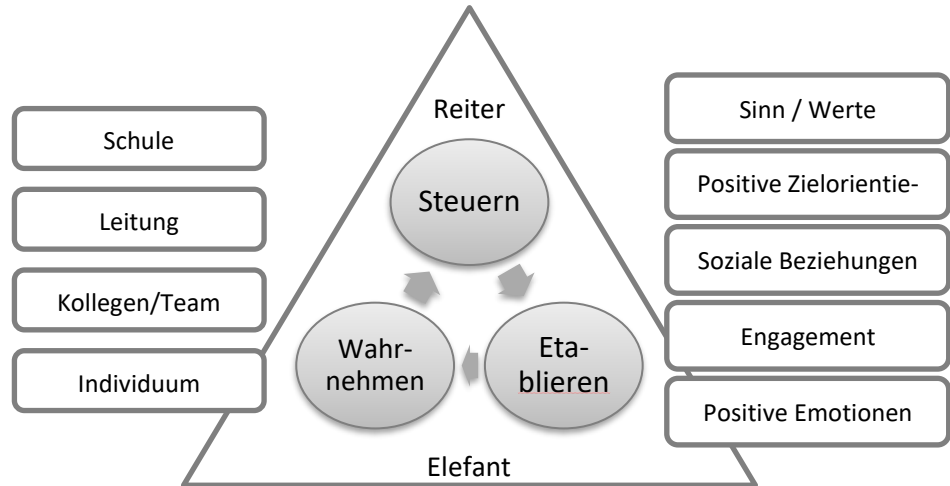 Reiter
Steuern
Wahr-
nehmen
Eta-
blieren
Elefant
Schule
Leitung
Kollegen/Team
Individuum
Sinn / Werte
Positive Zielorientie-
Soziale Beziehungen
Engagement
Positive Emotionen